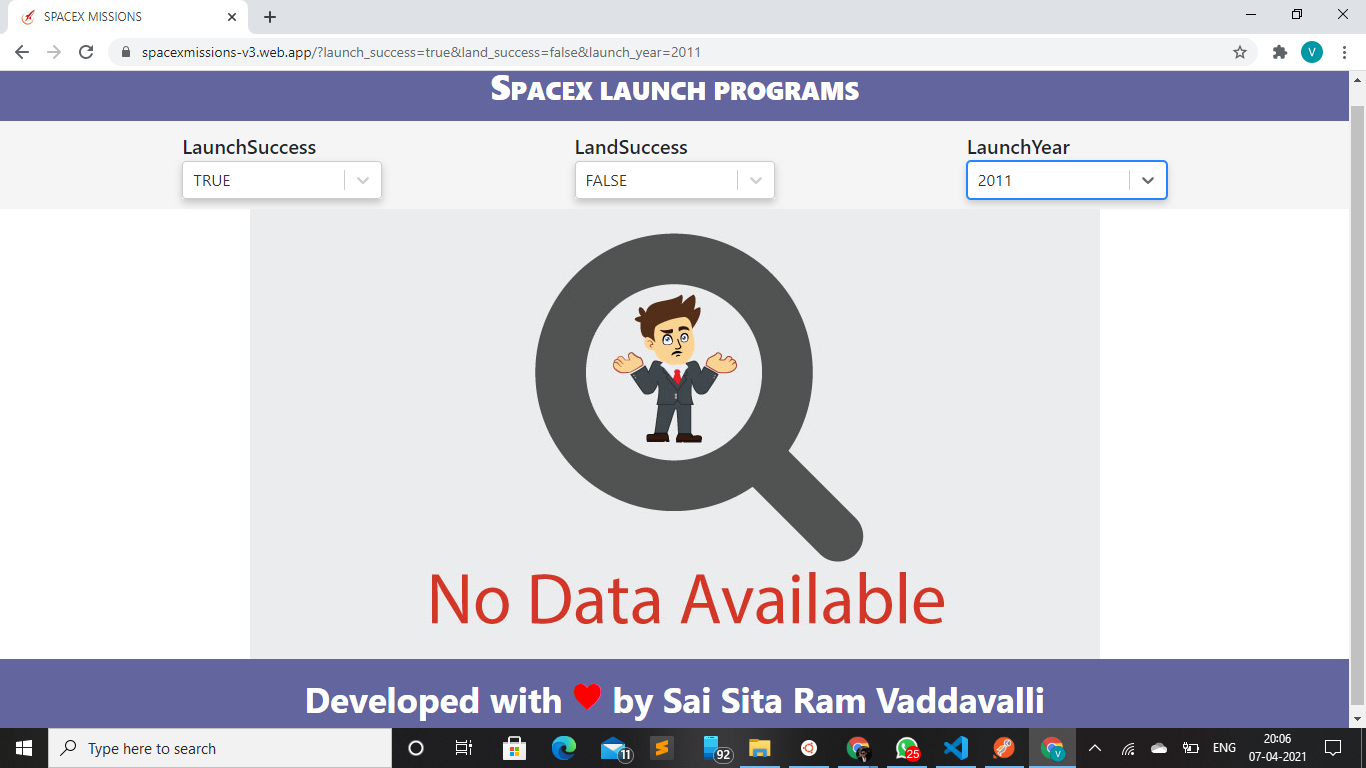 SPACEX MISSIONS
spacexmissions-v3.web.app/?launch_success=true&land_success=false&launch_year=2011
V
SPACEX LAUNCH PROGRAMS
LaunchSuccess LandSuccess LaunchYear
TRUE FALSE 2011
No Data Available
Developed with ❤ by Sai Sita Ram Vaddavalli
Type here to search
11 92 25 V
ENG 20:06
07-04-2021